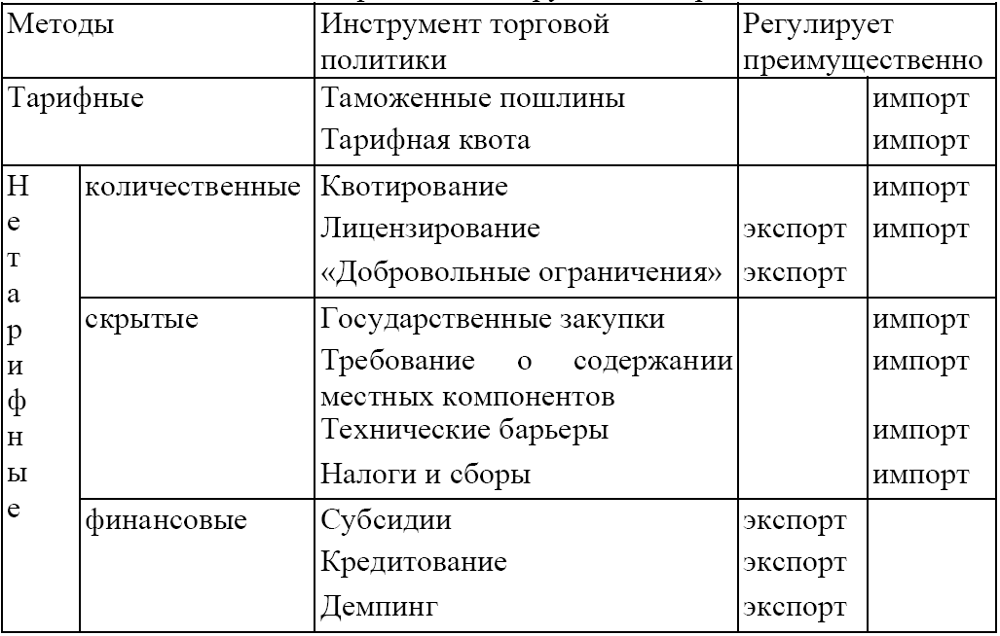 Методы Инструмент торговой Регулирует
политики преимущественно
Тарифные Таможенные пошлины импорт
Тарифная квота импорт
Нетарифные
количественные Квотирование импорт
Лицензирование экспорт импорт
«Добровольные ограничения» экспорт
скрытые Государственные закупки импорт
Требование о содержании импорт
местных компонентов
Технические барьеры импорт
Налоги и сборы импорт
финансовые Субсидии экспорт
Кредитование экспорт
Демпинг экспорт